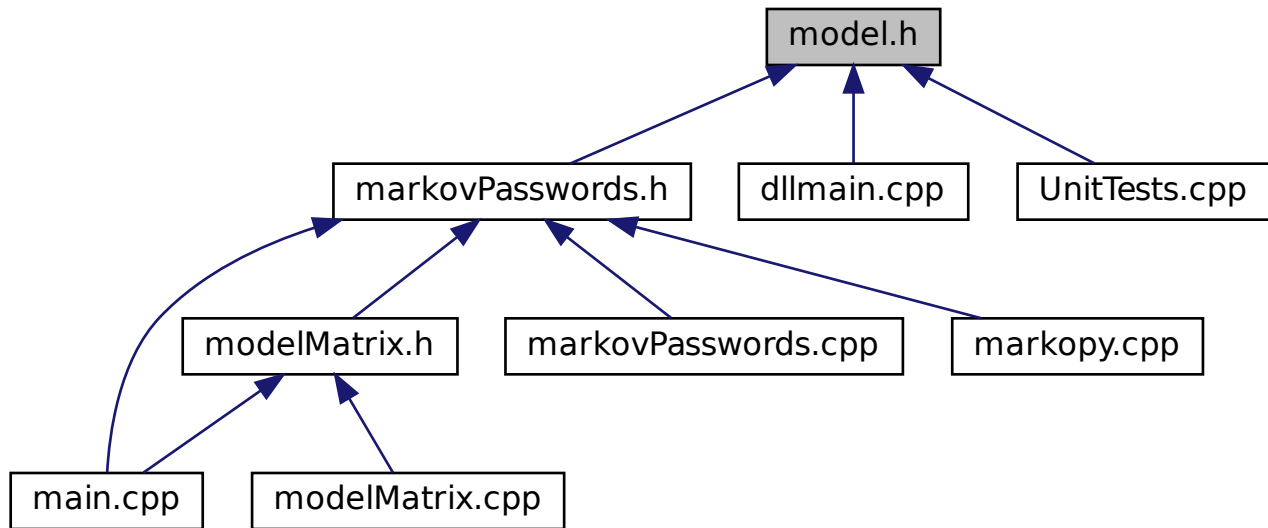 model.h
markovPasswords.h
dllmain.cpp
UnitTests.cpp
modelMatrix.h
markovPasswords.cpp
markopy.cpp
main.cpp
modelMatrix.cpp